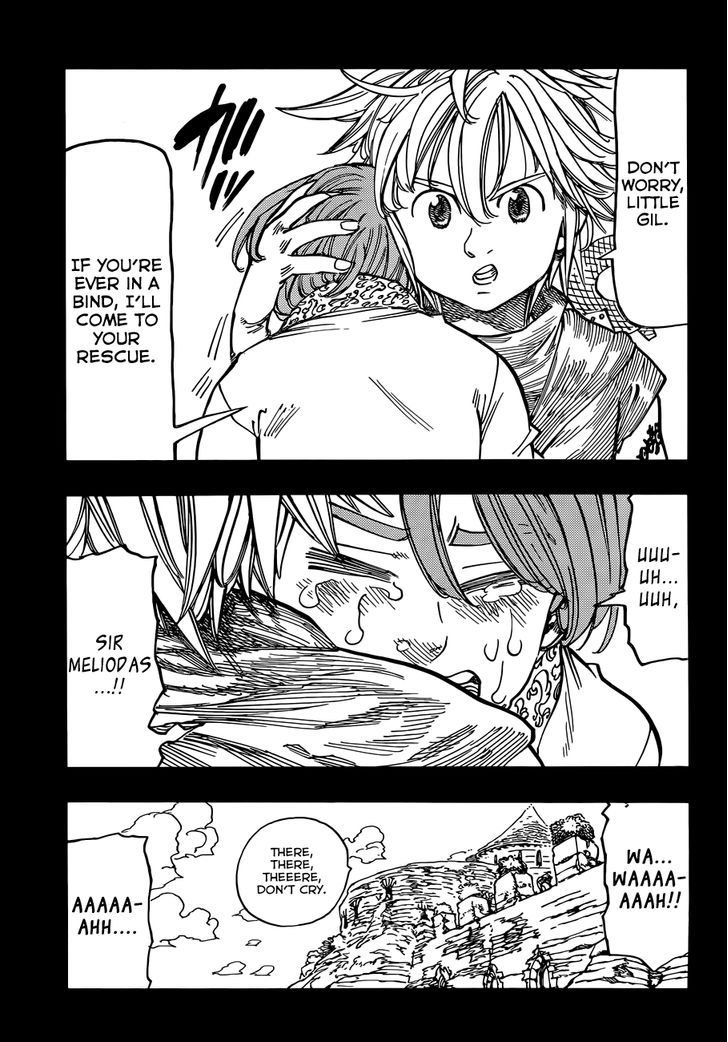 DON'T
WORRY,
LITTLE
GIL.
IF YOU'RE
EVER IN A
BIND, I'LL
COME TO
YOUR
RESCUE.
UUU-
UH...
UUH,
SIR
MELIODAS
...!!
WA...
WAAAA-
AAAH!!
THERE,
THERE,
THEEERE,
DON'T CRY.
AAAAA-
AHH....